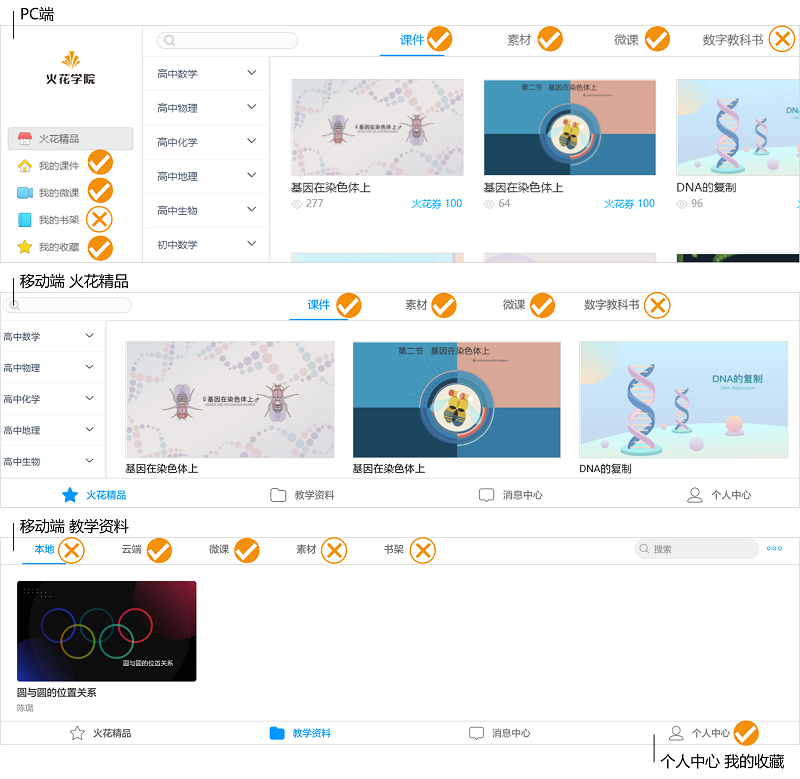 PC端
火花学院
火花精品
我的课件
我的微课
我的书架
我的收藏
课件 素材 微课 数字教科书
高中数学
高中物理
高中化学
高中地理
高中生物
初中数学
基因在染色体上
第二节 基因在染色体上
DN
基因在染色体上 基因在染色体上 DNA的复制
277 火花券 100 64 火花券 100 96 火
移动端 火花精品
课件 素材 微课 数字教科书
高中数学
高中物理
高中化学
高中地理
高中生物
基因在染色体上
第二节 基因在染色体上
DNA的复制
DNA Replication
基因在染色体上 基因在染色体上 DNA的复制
火花精品 教学资料 消息中心 个人中心
移动端 教学资料
本地 云端 微课 素材 书架 搜索
圆与圆的位置关系
圆与圆的位置关系
陈璐
火花精品 教学资料 消息中心 个人中心
个人中心 我的收藏